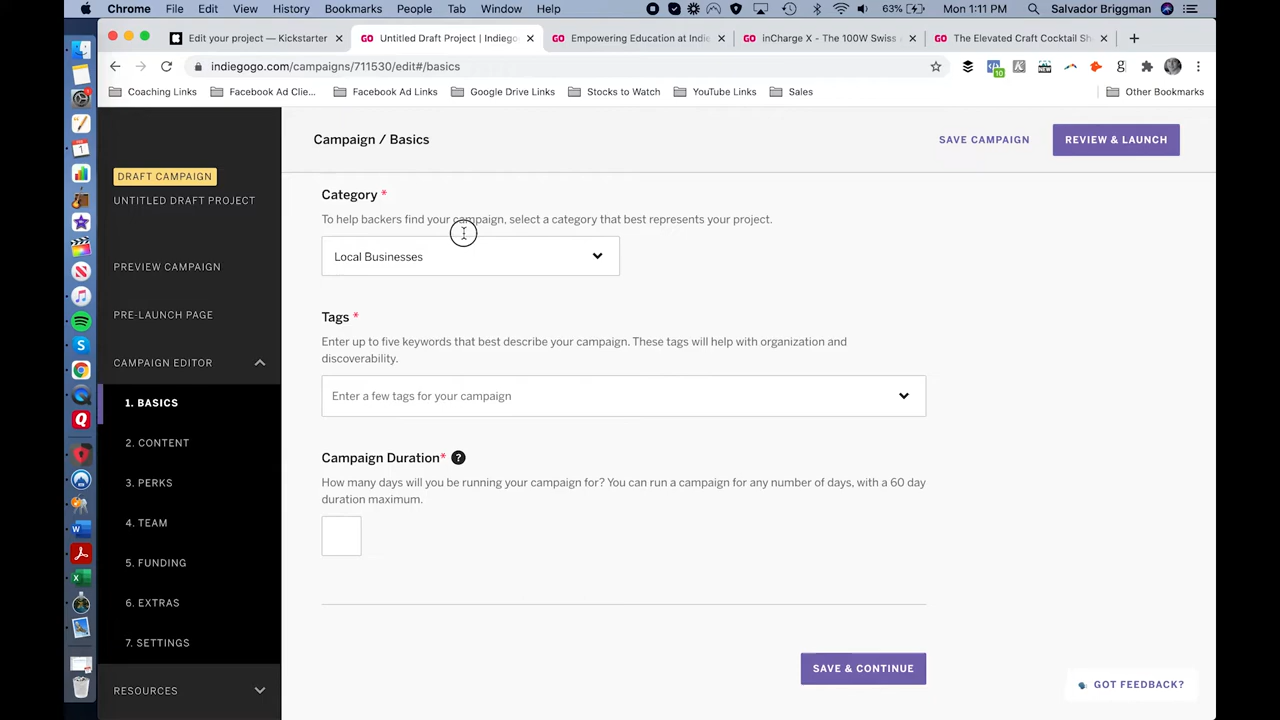 Chrome File Edit View History Bookmarks People Tab Window Help 63% Mon 1:11 PM Salvador Briggman
Edit your project — Kickstarter
Untitled Draft Project | Indiego
Empowering Education at Indie
inCharge X - The 100W Swiss
The Elevated Craft Cocktail Sh
indiegogo.com/campaigns/711530/edit#/basics
10
Coaching Links Facebook Ad Clie... Facebook Ad Links Google Drive Links Stocks to Watch YouTube Links Sales Other Bookmarks
DRAFT CAMPAIGN
UNTITLED DRAFT PROJECT
PREVIEW CAMPAIGN
PRE-LAUNCH PAGE
CAMPAIGN EDITOR
1. BASICS
2. CONTENT
3. PERKS
4. TEAM
5. FUNDING
6. EXTRAS
7. SETTINGS
RESOURCES
Campaign / Basics
SAVE CAMPAIGN
REVIEW & LAUNCH
Category *
To help backers find your campaign, select a category that best represents your project.
Local Businesses
Tags *
Enter up to five keywords that best describe your campaign. These tags will help with organization and
discoverability.
Enter a few tags for your campaign
Campaign Duration* ?
How many days will you be running your campaign for? You can run a campaign for any number of days, with a 60 day
duration maximum.
SAVE & CONTINUE
GOT FEEDBACK?